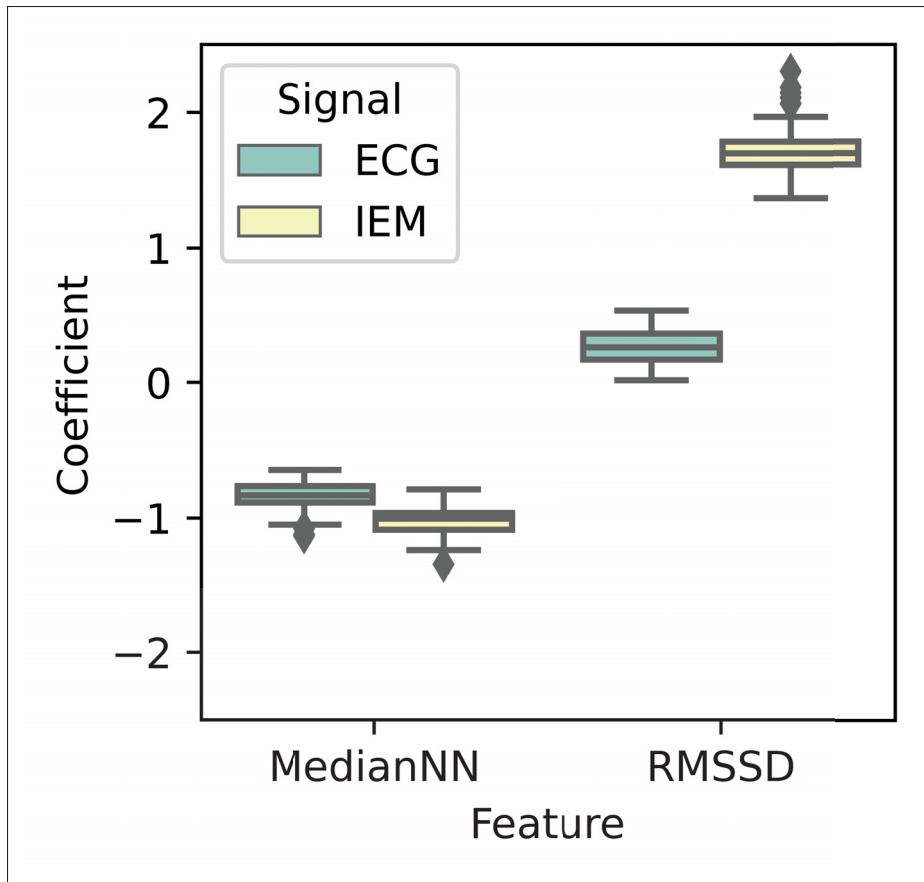 Signal
ECG
IEM
2
1
0
−1
−2
Coefficient
MedianNN
RMSSD
Feature